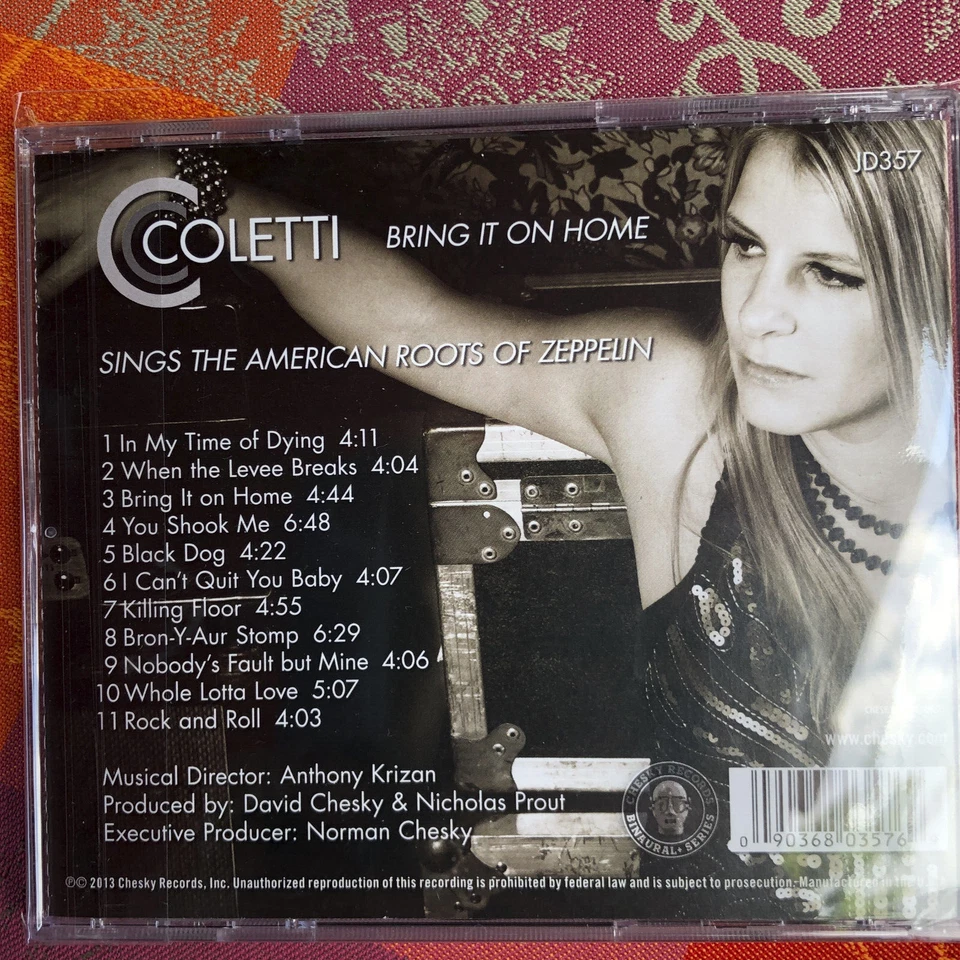 JD357
CCOLETTI BRING IT ON HOME
SINGS THE AMERICAN ROOTS OF ZEPPELIN
1 In My Time of Dying 4:11
2 When the Levee Breaks 4:04
3 Bring It on Home 4:44
4 You Shook Me 6:48
5 Black Dog 4:22
6 I Can't Quit You Baby 4:07
7 Killing Floor 4:55
8 Bron-Y-Aur Stomp 6:29
9 Nobody's Fault but Mine 4:06
10 Whole Lotta Love 5:07
11 Rock and Roll 4:03
www.chesky.com
Musical Director: Anthony Krizan
Produced by: David Chesky & Nicholas Prout
Executive Producer: Norman Chesky
CHESKY RECORDS
BINAURAL+ SERIES
0 90368 03576
℗© 2013 Chesky Records, Inc. Unauthorized reproduction of this recording is prohibited by federal law and is subject to prosecution. Manufactured in the